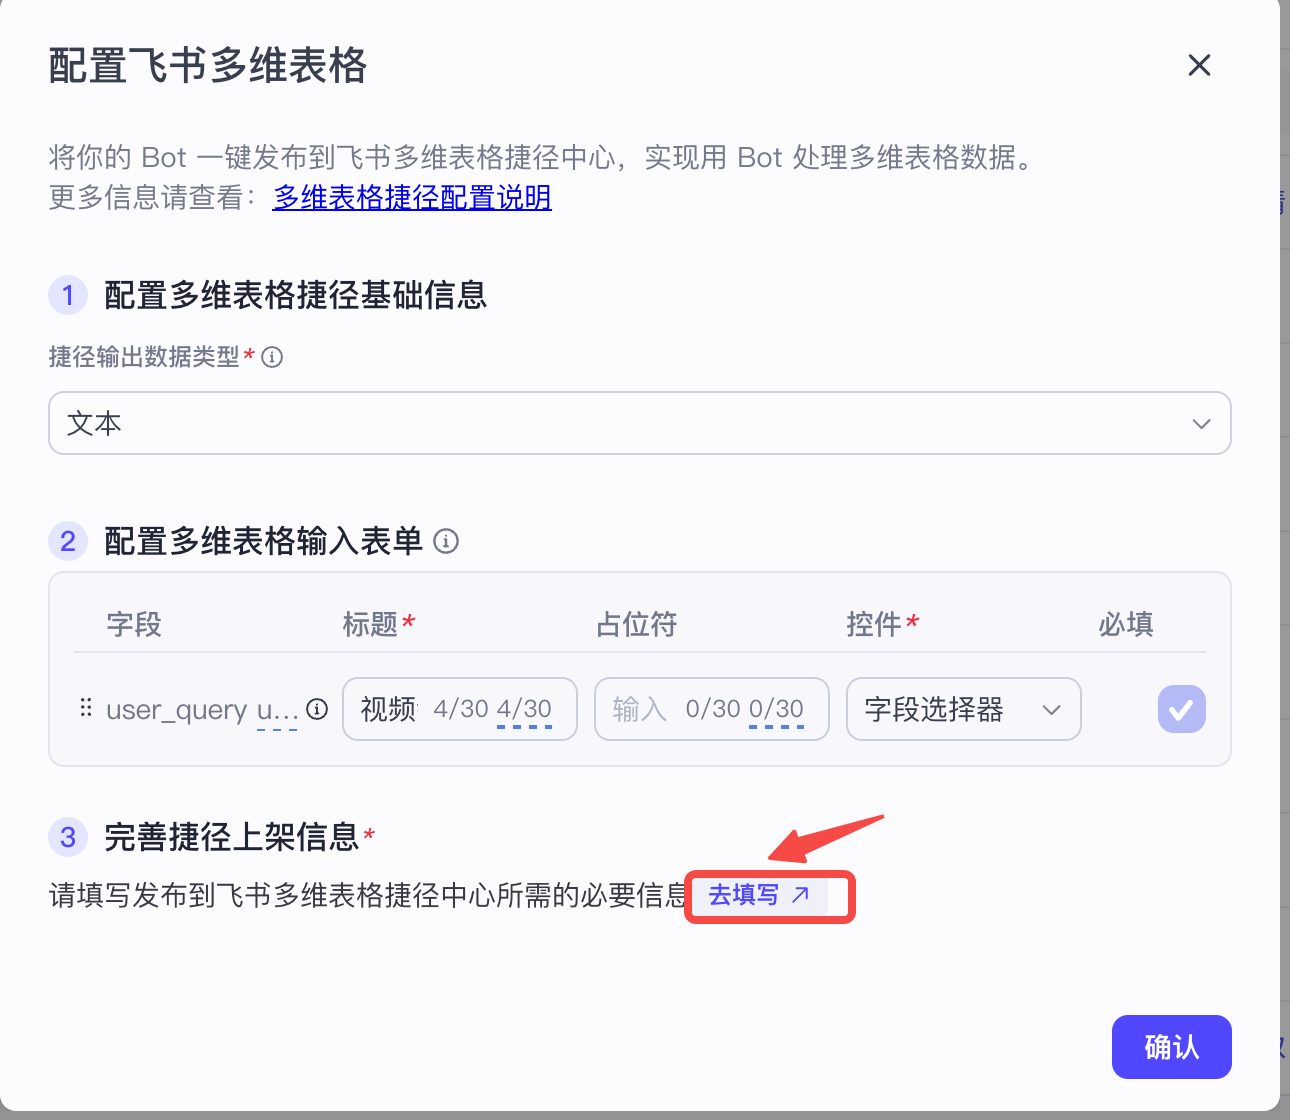 配置飞书多维表格
将你的 Bot 一键发布到飞书多维表格捷径中心，实现用 Bot 处理多维表格数据。
更多信息请查看：多维表格捷径配置说明
1 配置多维表格捷径基础信息
捷径输出数据类型*
文本
2 配置多维表格输入表单
字段 标题* 占位符 控件* 必填
user_query u... 视频 4/30 4/30 输入 0/30 0/30 字段选择器
3 完善捷径上架信息*
请填写发布到飞书多维表格捷径中心所需的必要信息 去填写
确认